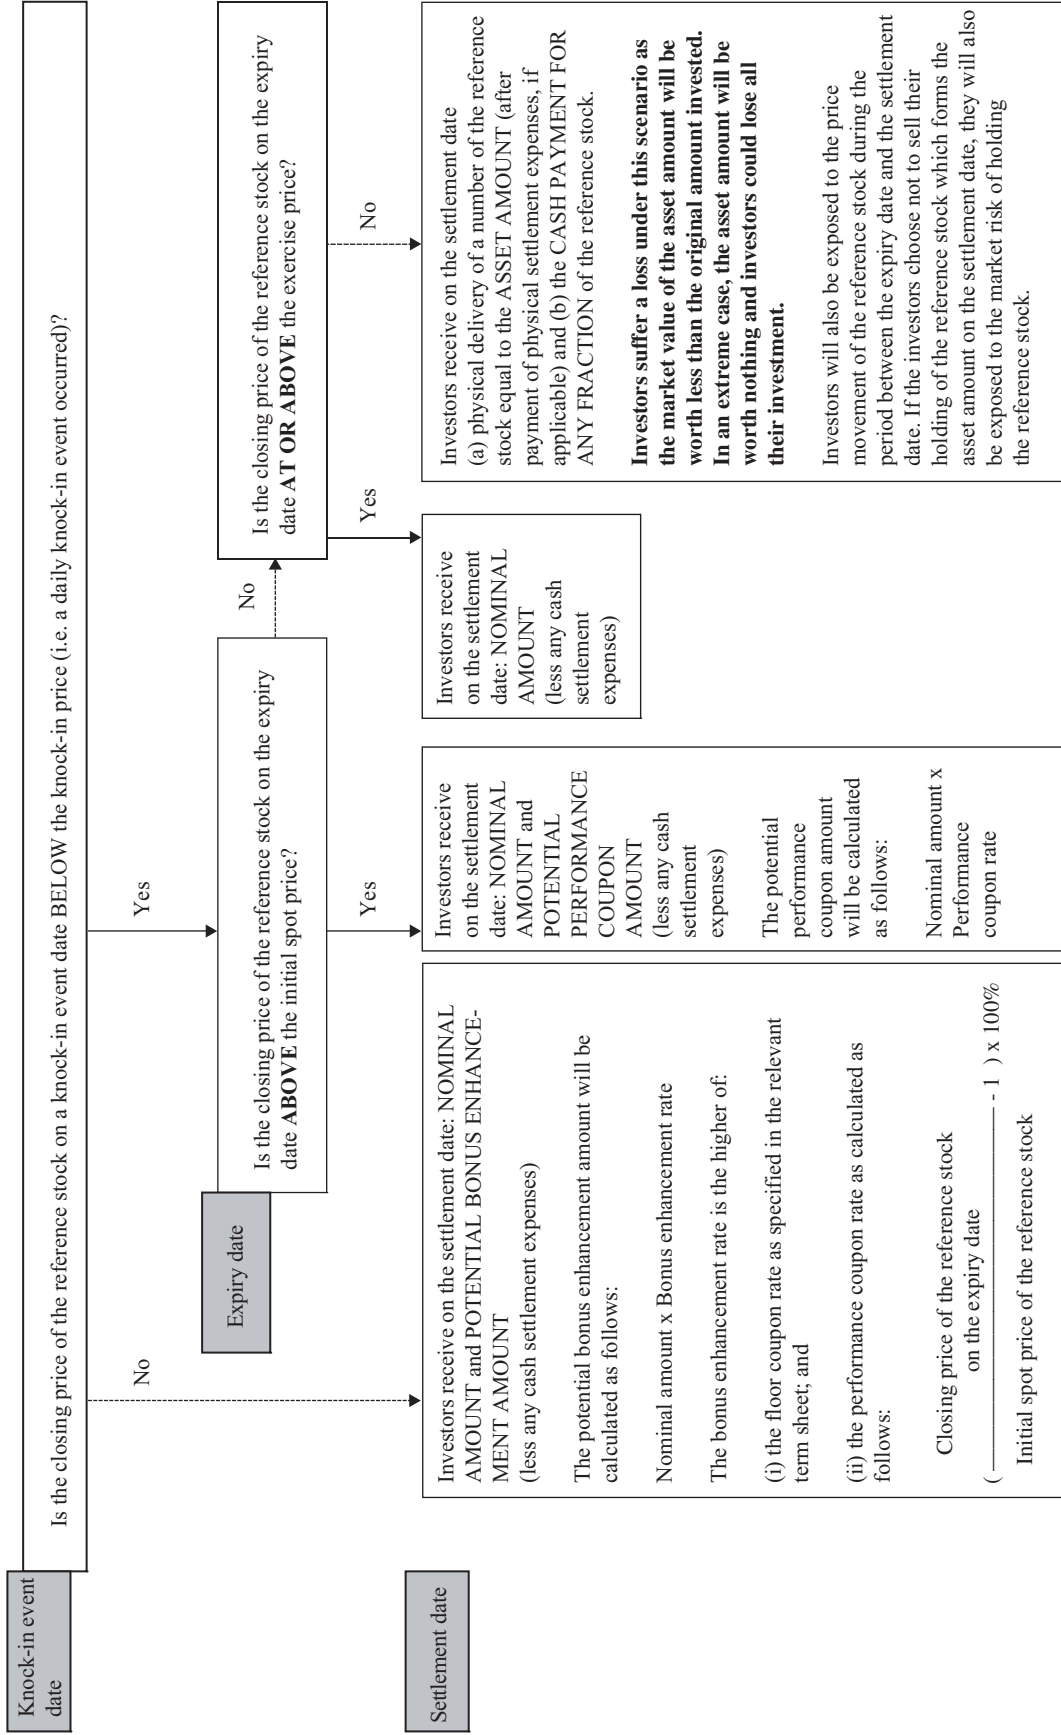 Knock-in event
date
Is the closing price of the reference stock on a knock-in event date BELOW the knock-in price (i.e. a daily knock-in event occurred)?
No
Yes
Expiry date
Is the closing price of the reference stock on the expiry
date ABOVE the initial spot price?
No
Is the closing price of the reference stock on the expiry
date AT OR ABOVE the exercise price?
Yes
Yes
No
Settlement date
Investors receive on the settlement date: NOMINAL
AMOUNT and POTENTIAL BONUS ENHANCE-
MENT AMOUNT
(less any cash settlement expenses)
The potential bonus enhancement amount will be
calculated as follows:
Nominal amount x Bonus enhancement rate
The bonus enhancement rate is the higher of:
(i) the floor coupon rate as specified in the relevant
term sheet; and
(ii) the performance coupon rate as calculated as
follows:
Closing price of the reference stock
on the expiry date
( - 1 ) x 100%
Initial spot price of the reference stock
Investors receive
on the settlement
date: NOMINAL
AMOUNT and
POTENTIAL
PERFORMANCE
COUPON
AMOUNT
(less any cash
settlement
expenses)
The potential
performance
coupon amount
will be calculated
as follows:
Nominal amount x
Performance
coupon rate
Investors receive
on the settlement
date: NOMINAL
AMOUNT
(less any cash
settlement
expenses)
Investors receive on the settlement date
(a) physical delivery of a number of the reference
stock equal to the ASSET AMOUNT (after
payment of physical settlement expenses, if
applicable) and (b) the CASH PAYMENT FOR
ANY FRACTION of the reference stock.
Investors suffer a loss under this scenario as
the market value of the asset amount will be
worth less than the original amount invested.
In an extreme case, the asset amount will be
worth nothing and investors could lose all
their investment.
Investors will also be exposed to the price
movement of the reference stock during the
period between the expiry date and the settlement
date. If the investors choose not to sell their
holding of the reference stock which forms the
asset amount on the settlement date, they will also
be exposed to the market risk of holding
the reference stock.